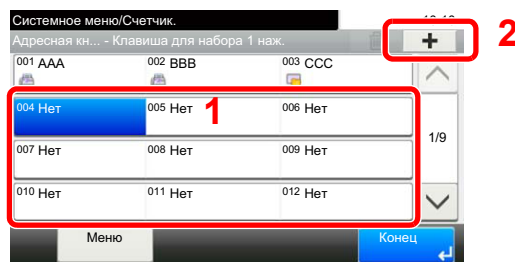 Системное меню/Счетчик.
Адресная кн... - Клавиша для набора 1 наж.
+
2
001 AAA 002 BBB 003 CCC
004 Нет 005 Нет 1 006 Нет
1/9
007 Нет 008 Нет 009 Нет
010 Нет 011 Нет 012 Нет
Меню Конец